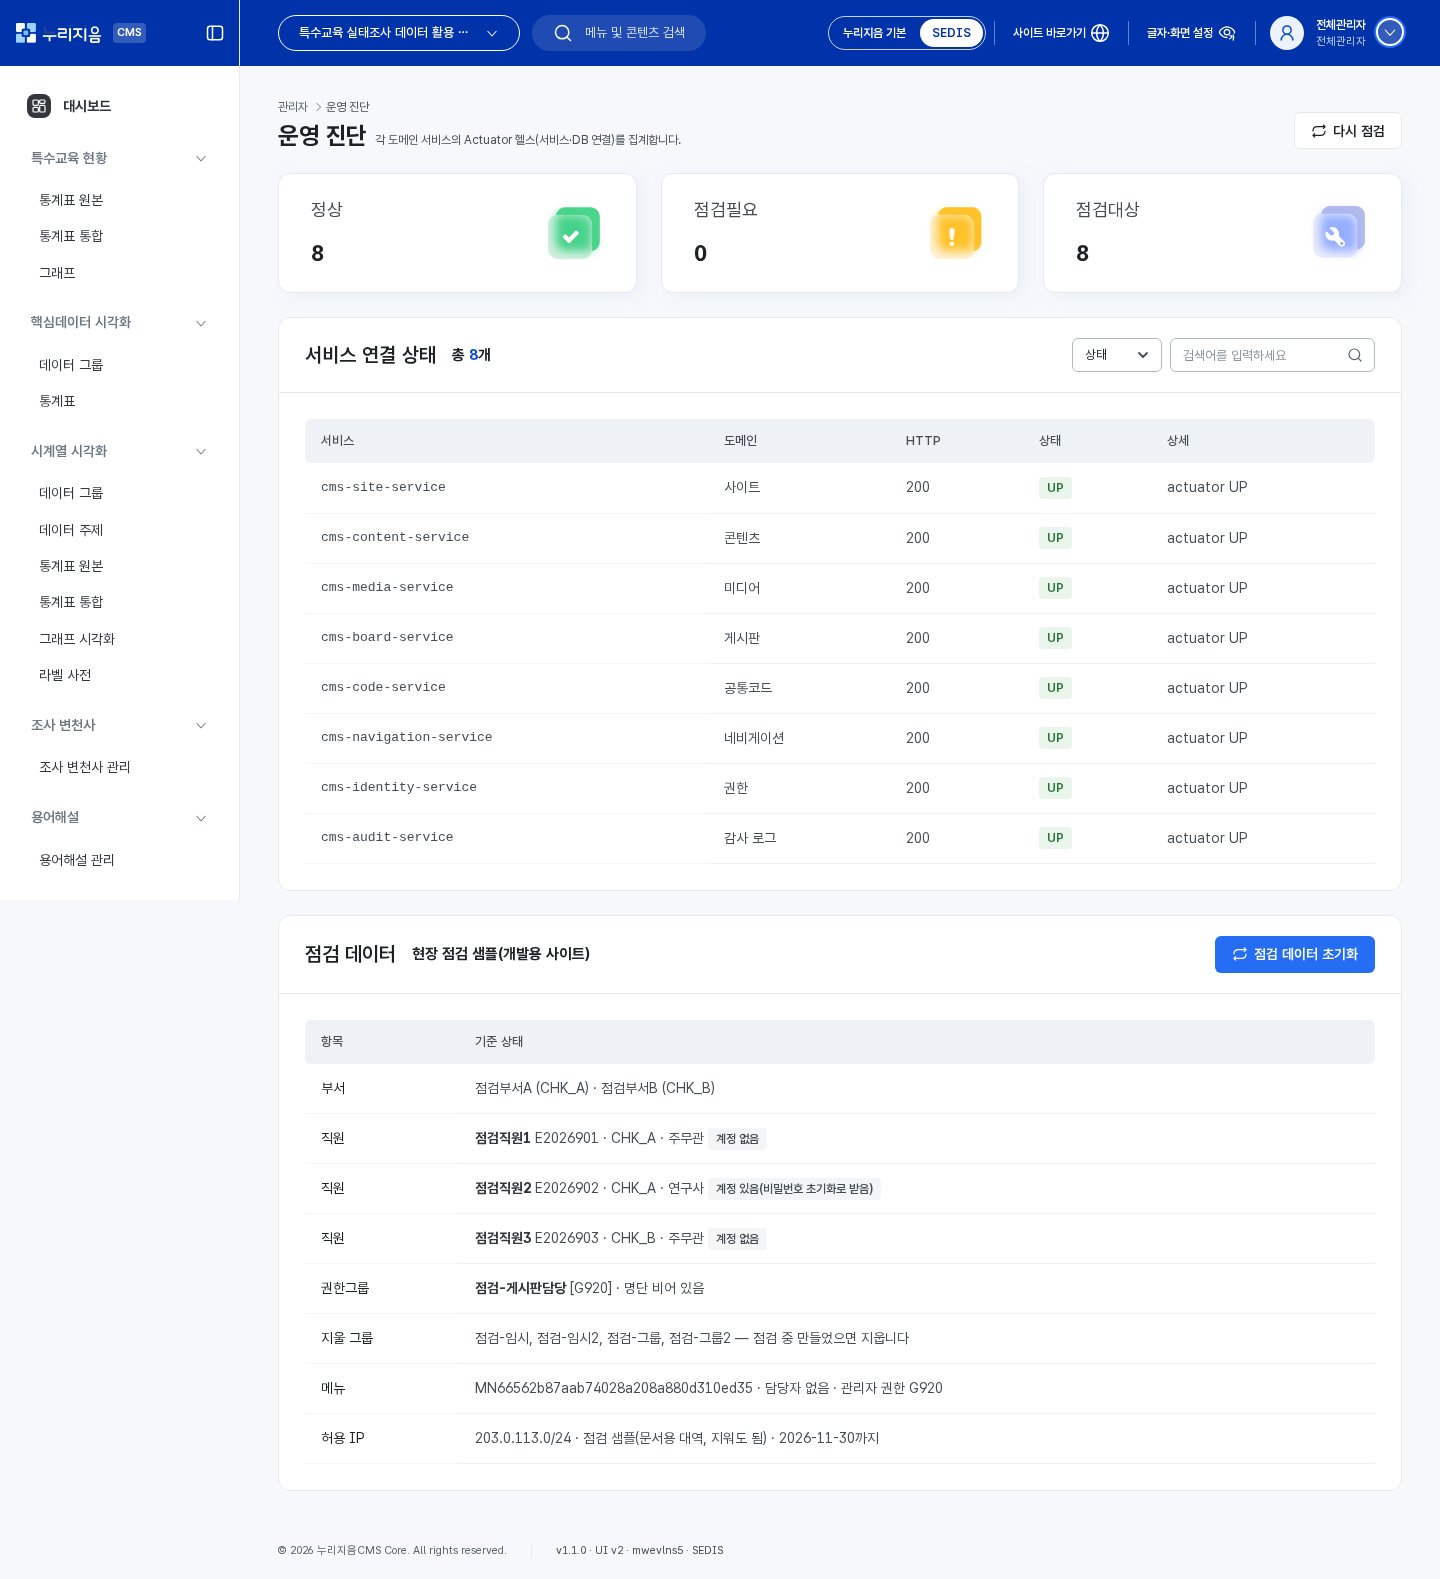 누리지음 CMS
특수교육 실태조사 데이터 활용 ···
메뉴 및 콘텐츠 검색
누리지음 기본
SEDIS
사이트 바로가기
글자·화면 설정
전체관리자
전체관리자
대시보드
특수교육 현황
통계표 원본
통계표 통합
그래프
핵심데이터 시각화
데이터 그룹
통계표
시계열 시각화
데이터 그룹
데이터 주제
통계표 원본
통계표 통합
그래프 시각화
라벨 사전
조사 변천사
조사 변천사 관리
용어해설
용어해설 관리
관리자 > 운영 진단
운영 진단 각 도메인 서비스의 Actuator 헬스(서비스·DB 연결)를 집계합니다.
다시 점검
정상
8
점검필요
0
점검대상
8
서비스 연결 상태 총 8개
상태
검색어를 입력하세요
서비스 도메인 HTTP 상태 상세
cms-site-service 사이트 200 UP actuator UP
cms-content-service 콘텐츠 200 UP actuator UP
cms-media-service 미디어 200 UP actuator UP
cms-board-service 게시판 200 UP actuator UP
cms-code-service 공통코드 200 UP actuator UP
cms-navigation-service 네비게이션 200 UP actuator UP
cms-identity-service 권한 200 UP actuator UP
cms-audit-service 감사 로그 200 UP actuator UP
점검 데이터 현장 점검 샘플(개발용 사이트)
점검 데이터 초기화
항목 기준 상태
부서 점검부서A (CHK_A) · 점검부서B (CHK_B)
직원 점검직원1 E2026901 · CHK_A · 주무관 계정 없음
직원 점검직원2 E2026902 · CHK_A · 연구사 계정 있음(비밀번호 초기화로 받음)
직원 점검직원3 E2026903 · CHK_B · 주무관 계정 없음
권한그룹 점검-게시판담당 [G920] · 명단 비어 있음
지울 그룹 점검-임시, 점검-임시2, 점검-그룹, 점검-그룹2 — 점검 중 만들었으면 지웁니다
메뉴 MN66562b87aab74028a208a880d310ed35 · 담당자 없음 · 관리자 권한 G920
허용 IP 203.0.113.0/24 · 점검 샘플(문서용 대역, 지워도 됨) · 2026-11-30까지
© 2026 누리지음CMS Core. All rights reserved.
v1.1.0 · UI v2 · mwevlns5 · SEDIS